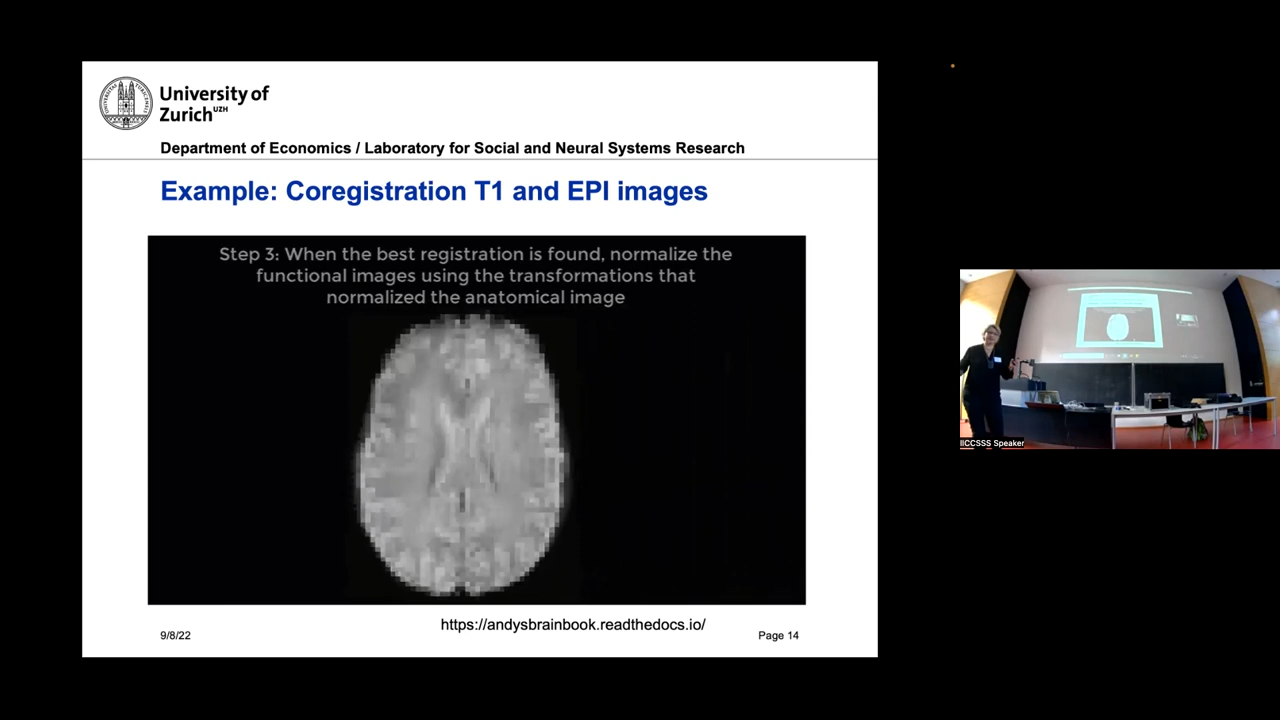 University of
Zurich UZH
Department of Economics / Laboratory for Social and Neural Systems Research
Example: Coregistration T1 and EPI images
Step 3: When the best registration is found, normalize the
functional images using the transformations that
normalized the anatomical image
https://andysbrainbook.readthedocs.io/
9/8/22
Page 14
IICCSSS Speaker